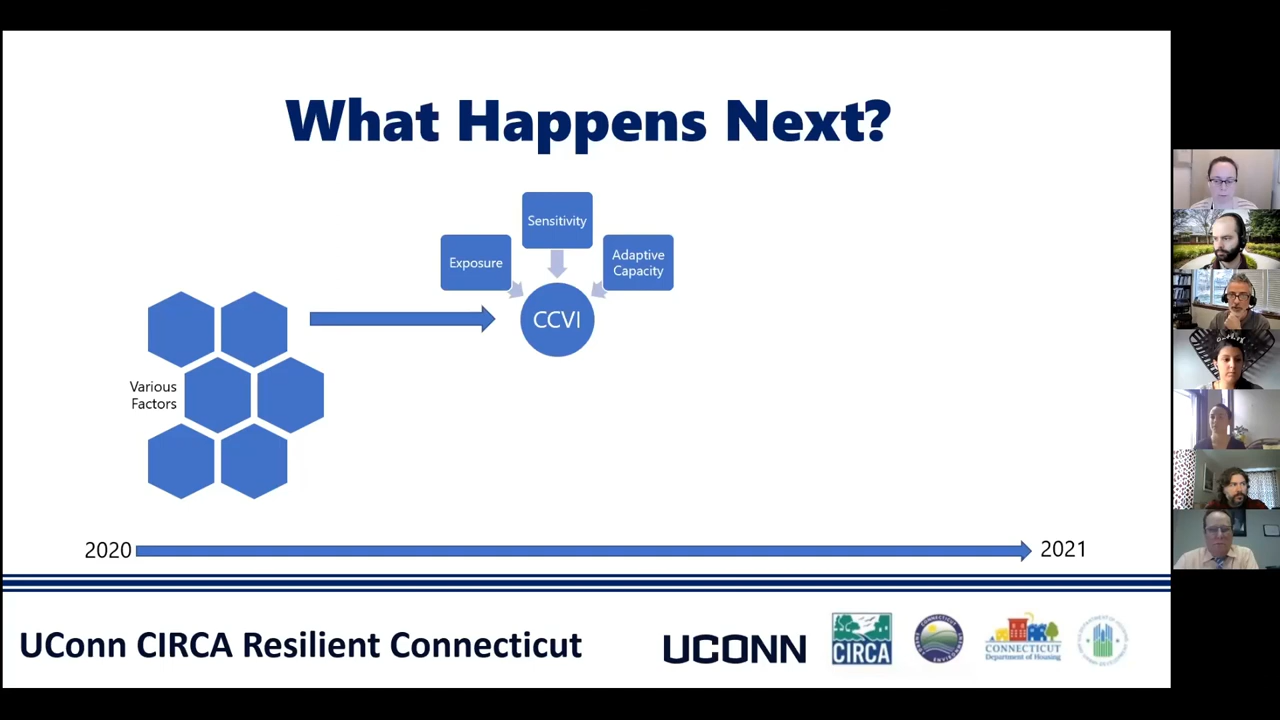 What Happens Next?
Sensitivity
Exposure
Adaptive
Capacity
CCVI
Various
Factors
2020
2021
UConn CIRCA Resilient Connecticut
UCONN
CIRCA
CONNECTICUT
Department of Housing